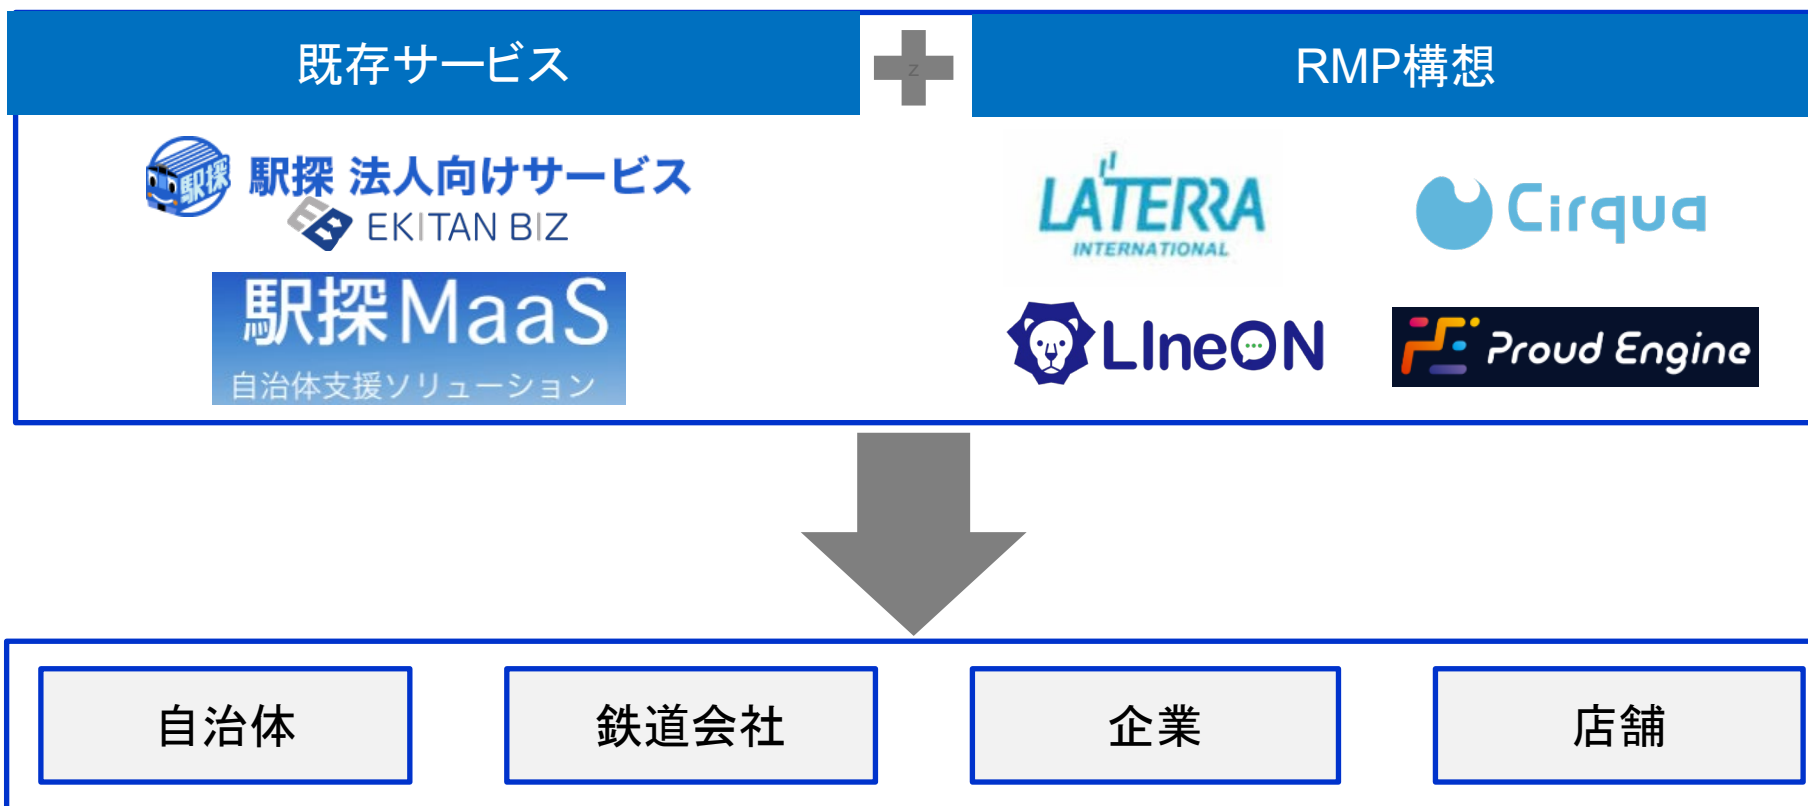 既存サービス
z
RMP構想
駅探
駅探 法人向けサービス
EB EKITAN BIZ
駅探MaaS
自治体支援ソリューション
LATERRA
INTERNATIONAL
Cirqua
LIneON
Proud Engine
自治体
鉄道会社
企業
店舗